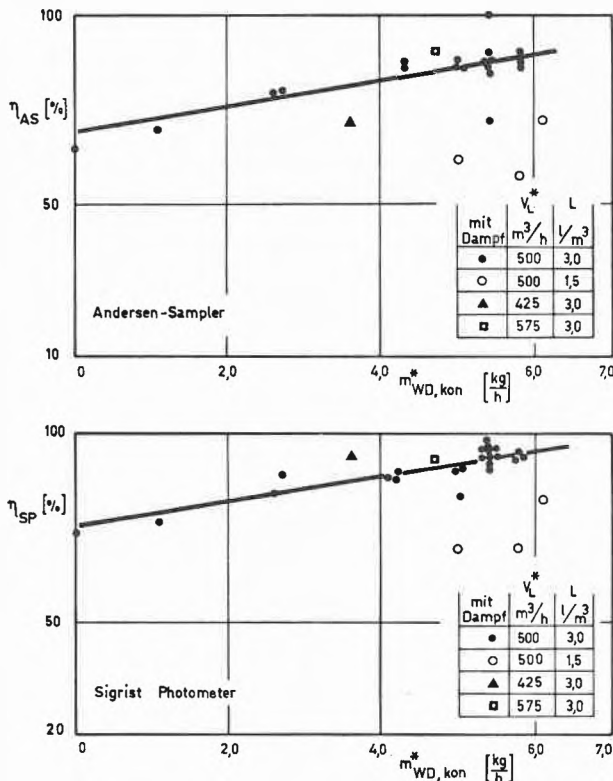 100
η_AS [%]
50
10
Andersen-Sampler
mit Dampf V_L* m³/h L l/m³
● 500 3,0
○ 500 1,5
▲ 425 3,0
□ 575 3,0
0 2,0 4,0 6,0 7,0
m*_WD,kon [kg/h]
100
η_SP [%]
50
20
Sigrist Photometer
mit Dampf V_L* m³/h L l/m³
● 500 3,0
○ 500 1,5
▲ 425 3,0
□ 575 3,0
0 2,0 4,0 6,0 7,0
m*_WD,kon [kg/h]